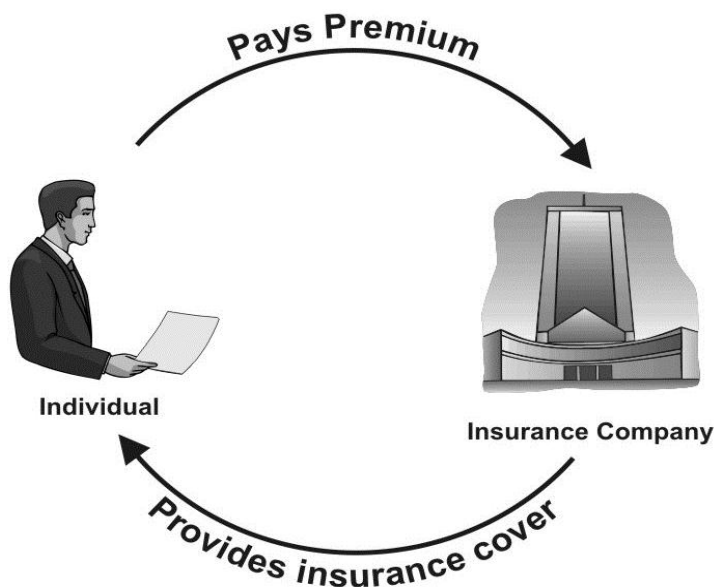 Pays Premium
Individual
Insurance Company
Provides insurance cover